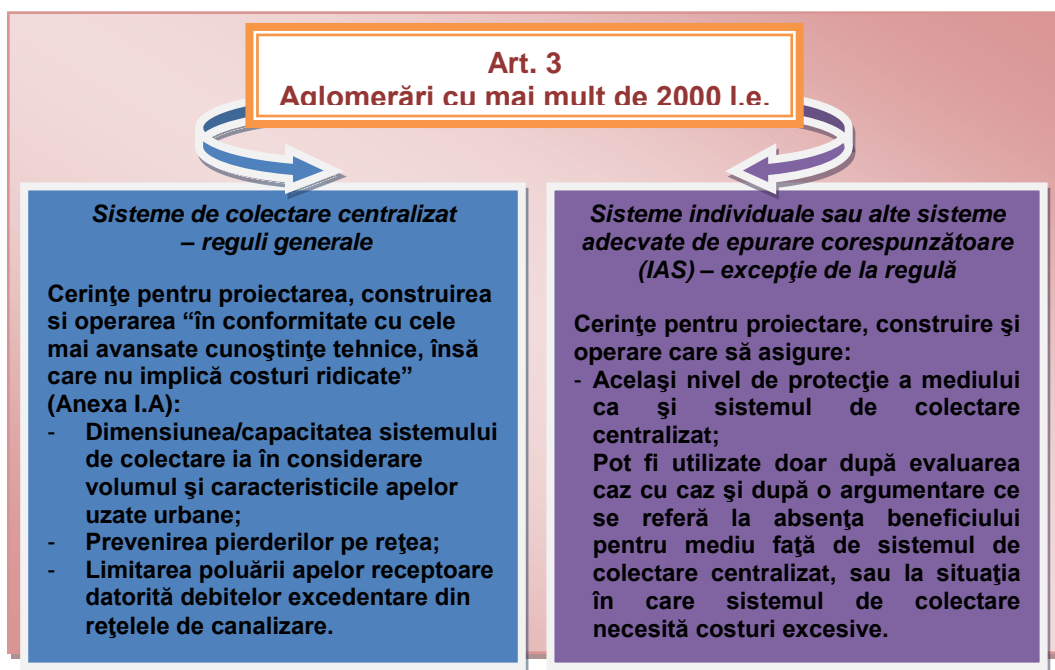 Art. 3
Aglomerări cu mai mult de 2000 l.e.
Sisteme de colectare centralizat
– reguli generale
Cerinţe pentru proiectarea, construirea
si operarea “în conformitate cu cele
mai avansate cunoştinţe tehnice, însă
care nu implică costuri ridicate”
(Anexa I.A):
- Dimensiunea/capacitatea sistemului
de colectare ia în considerare
volumul şi caracteristicile apelor
uzate urbane;
- Prevenirea pierderilor pe reţea;
- Limitarea poluării apelor receptoare
datorită debitelor excedentare din
reţelele de canalizare.
Sisteme individuale sau alte sisteme
adecvate de epurare corespunzătoare
(IAS) – excepţie de la regulă
Cerinţe pentru proiectare, construire şi
operare care să asigure:
- Acelaşi nivel de protecţie a mediului
ca şi sistemul de colectare
centralizat;
Pot fi utilizate doar după evaluarea
caz cu caz şi după o argumentare ce
se referă la absenţa beneficiului
pentru mediu faţă de sistemul de
colectare centralizat, sau la situaţia
în care sistemul de colectare
necesită costuri excesive.